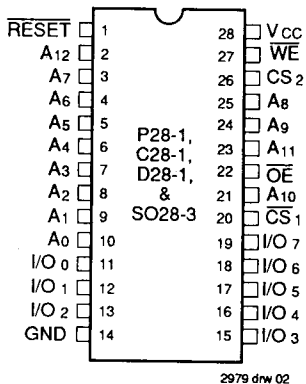 RESET 1 28 VCC
A12 2 27 WE
A7 3 26 CS2
A6 4 25 A8
A5 5 24 A9
A4 6 23 A11
A3 7 22 OE
A2 8 21 A10
A1 9 20 CS1
A0 10 19 I/O7
I/O0 11 18 I/O6
I/O1 12 17 I/O5
I/O2 13 16 I/O4
GND 14 15 I/O3
P28-1,
C28-1,
D28-1,
&
SO28-3
2979 drw 02